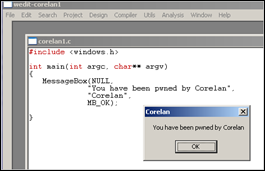 medit-corelan1
File Edit Search Project Design Compiler Utils Analysis Window Help
corelan1.c
#include <windows.h>
int main(int argc, char** argv)
{
MessageBox(NULL,
"You have been pwned by Corelan",
"Corelan",
MB_OK);
}
Corelan
You have been pwned by Corelan
OK